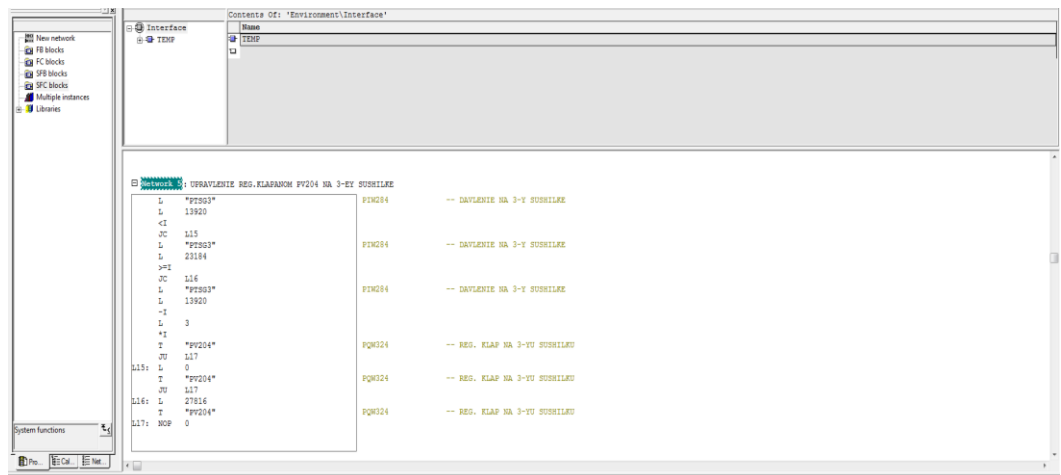 Contents Of: 'Environment\Interface'
Interface
TEMP
Name
TEMP
New network
FB blocks
FC blocks
SFB blocks
SFC blocks
Multiple instances
Libraries
System functions
Pro... Cal... Net...
Network 5: UPRAVLENIE REG.KLAPANOM PV204 NA 3-EY SUSHILKE
L "PTSG3" PIW284 -- DAVLENIE NA 3-Y SUSHILKE
L 13920
<I
JC L15
L "PTSG3" PIW284 -- DAVLENIE NA 3-Y SUSHILKE
L 23184
>=I
JC L16
L "PTSG3" PIW284 -- DAVLENIE NA 3-Y SUSHILKE
L 13920
-I
L 3
*I
T "PV204" PQW324 -- REG. KLAP NA 3-YU SUSHILKU
JU L17
L15: L 0
T "PV204" PQW324 -- REG. KLAP NA 3-YU SUSHILKU
JU L17
L16: L 27816
T "PV204" PQW324 -- REG. KLAP NA 3-YU SUSHILKU
L17: NOP 0